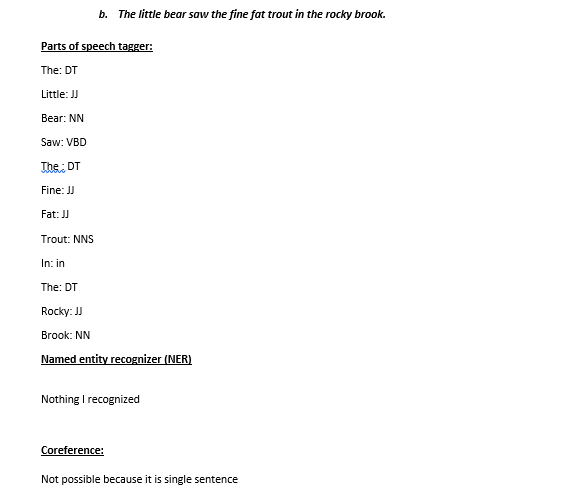 b. The little bear saw the fine fat trout in the rocky brook.
Parts of speech tagger:
The: DT
Little: JJ
Bear: NN
Saw: VBD
The : DT
Fine: JJ
Fat: JJ
Trout: NNS
In: in
The: DT
Rocky: JJ
Brook: NN
Named entity recognizer (NER)
Nothing I recognized
Coreference:
Not possible because it is single sentence